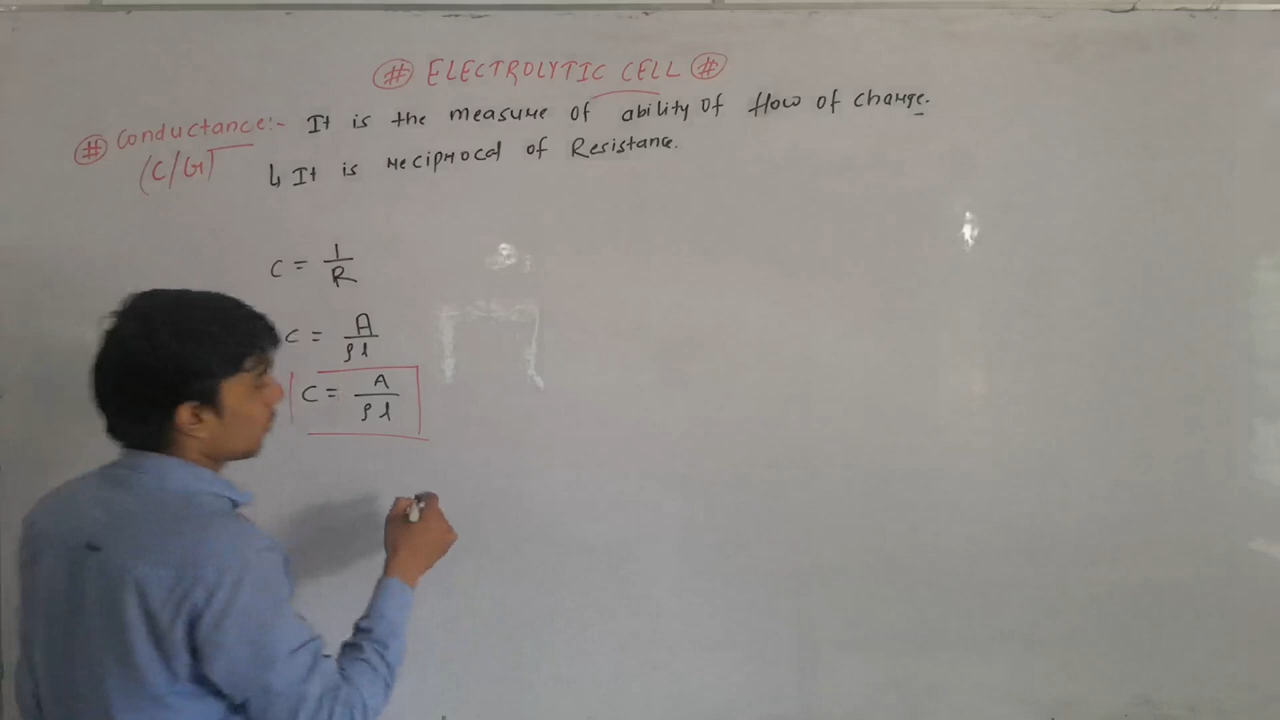 # ELECTROLYTIC CELL #
# Conductance:- It is the measure of ability of flow of charge.
(C/G) ↳ It is reciprocal of Resistance.
C = 1/R
C = A/ρl
C = A/ρl